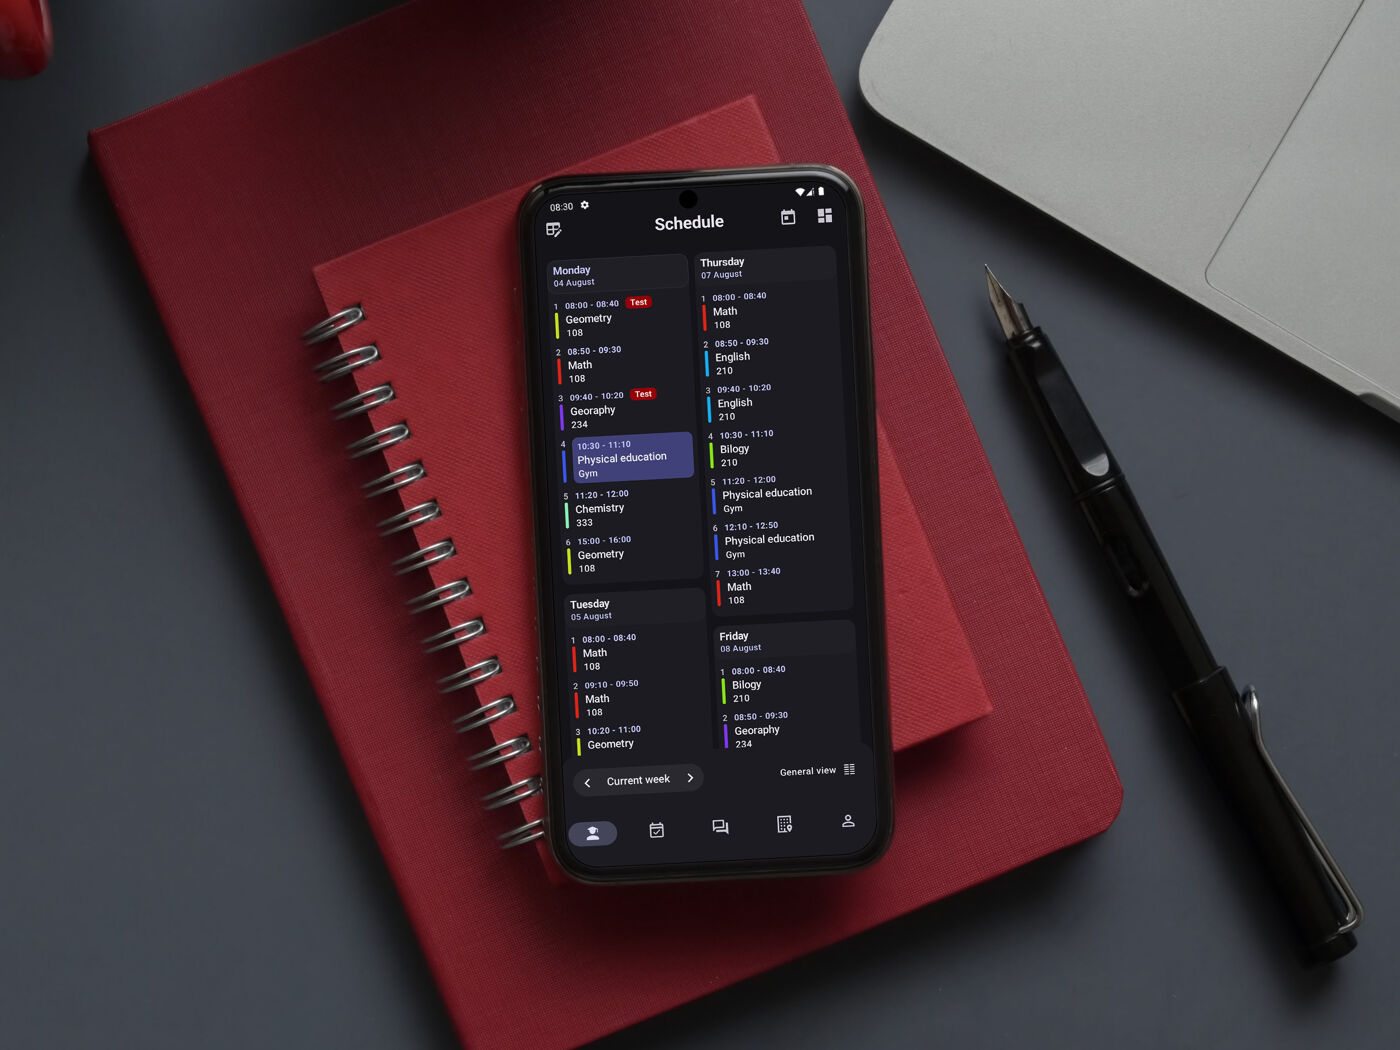 08:30
Schedule
Monday
04 August
1 08:00 - 08:40 Test
Geometry
108
2 08:50 - 09:30
Math
108
3 09:40 - 10:20 Test
Georaphy
234
4 10:30 - 11:10
Physical education
Gym
5 11:20 - 12:00
Chemistry
333
6 15:00 - 16:00
Geometry
108
Tuesday
05 August
1 08:00 - 08:40
Math
108
2 09:10 - 09:50
Math
108
3 10:20 - 11:00
Geometry
Thursday
07 August
1 08:00 - 08:40
Math
108
2 08:50 - 09:30
English
210
3 09:40 - 10:20
English
210
4 10:30 - 11:10
Bilogy
210
5 11:20 - 12:00
Physical education
Gym
6 12:10 - 12:50
Physical education
Gym
7 13:00 - 13:40
Math
108
Friday
08 August
1 08:00 - 08:40
Bilogy
210
2 08:50 - 09:30
Georaphy
234
Current week
General view